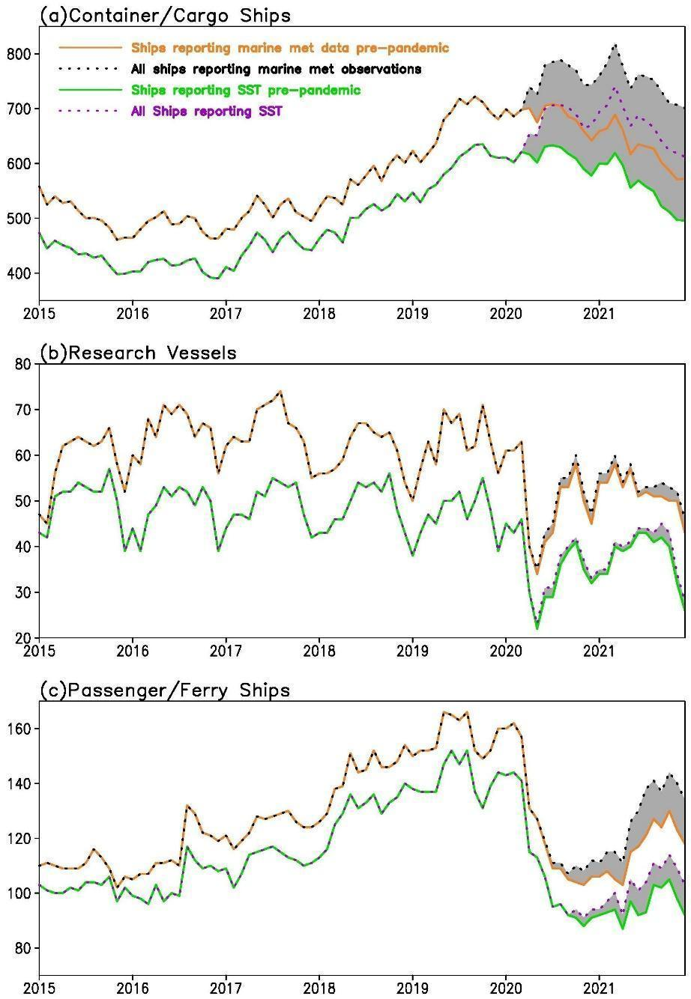 (a)Container/Cargo Ships
800
700
600
500
400
Ships reporting marine met data pre-pandemic
All ships reporting marine met observations
Ships reporting SST pre-pandemic
All Ships reporting SST
2015 2016 2017 2018 2019 2020 2021
(b)Research Vessels
80
70
60
50
40
30
20
2015 2016 2017 2018 2019 2020 2021
(c)Passenger/Ferry Ships
160
140
120
100
80
2015 2016 2017 2018 2019 2020 2021